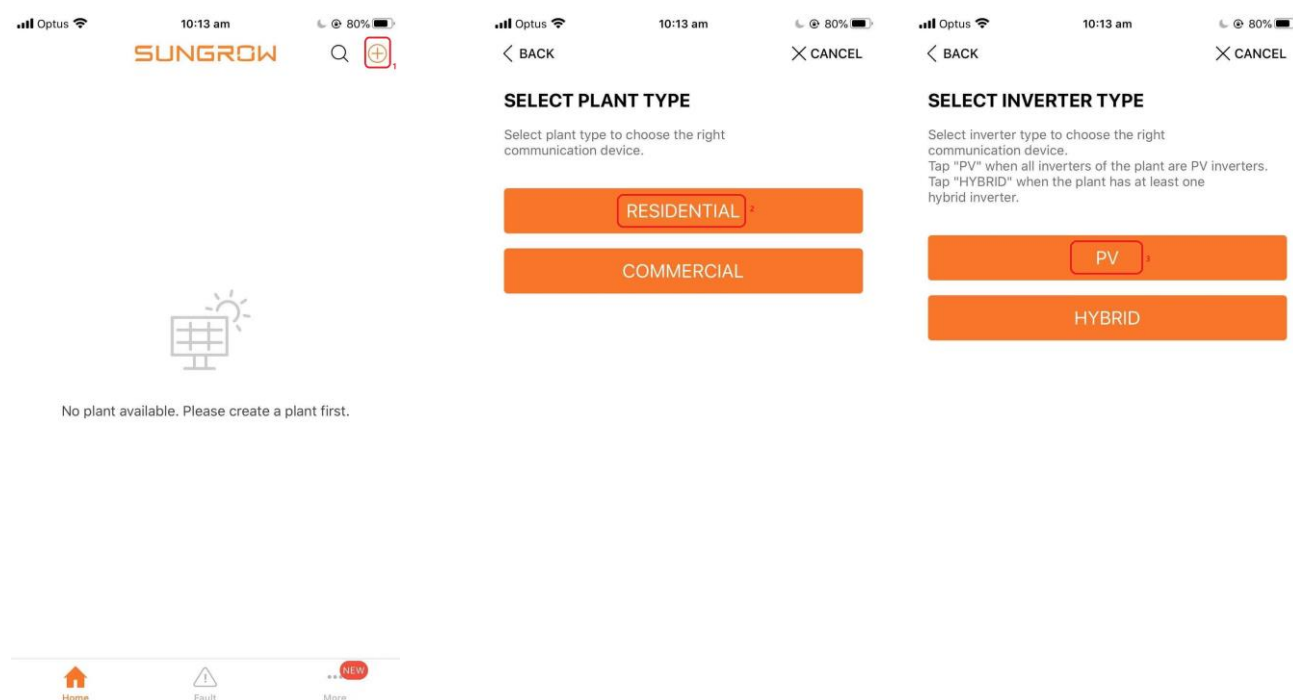 Optus 10:13 am 80%
SUNGROW
1
No plant available. Please create a plant first.
NEW
Home Fault More
Optus 10:13 am 80%
BACK CANCEL
SELECT PLANT TYPE
Select plant type to choose the right
communication device.
RESIDENTIAL 2
COMMERCIAL
Optus 10:13 am 80%
BACK CANCEL
SELECT INVERTER TYPE
Select inverter type to choose the right
communication device.
Tap "PV" when all inverters of the plant are PV inverters.
Tap "HYBRID" when the plant has at least one
hybrid inverter.
PV 3
HYBRID